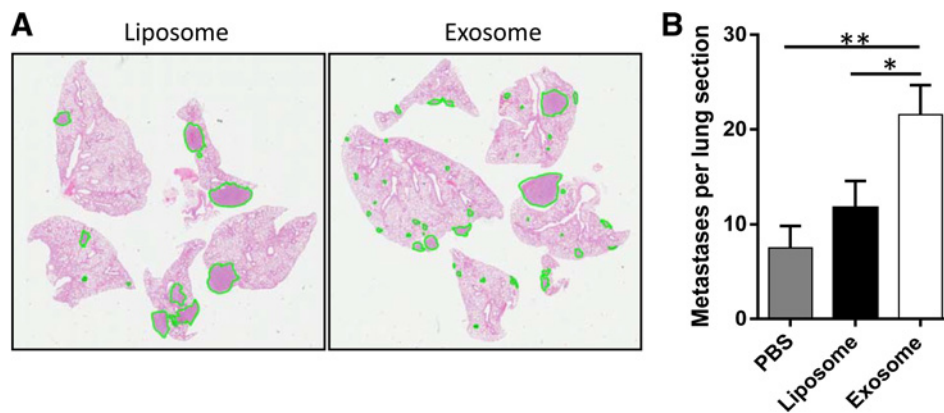 A
Liposome
Exosome
B
Metastases per lung section
30
20
10
0
**
*
PBS
Liposome
Exosome